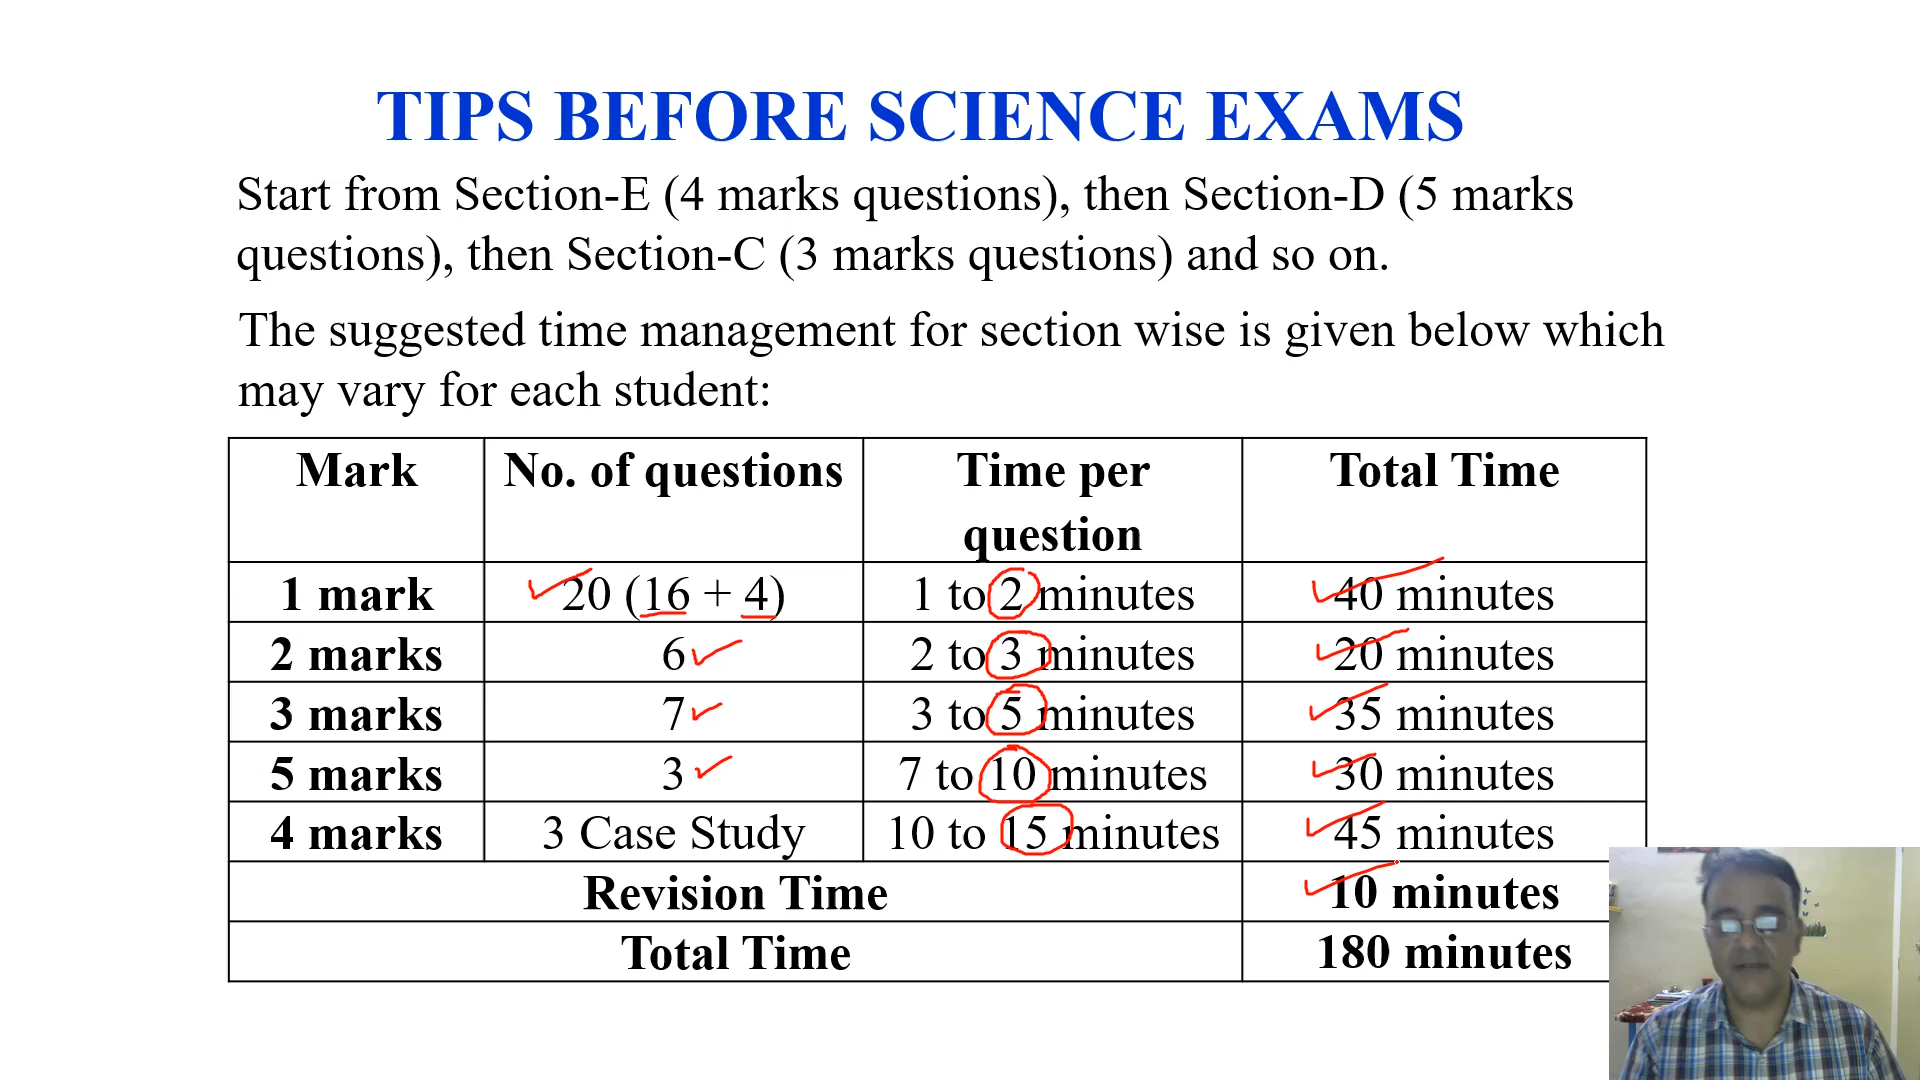 TIPS BEFORE SCIENCE EXAMS
Start from Section-E (4 marks questions), then Section-D (5 marks
questions), then Section-C (3 marks questions) and so on.
The suggested time management for section wise is given below which
may vary for each student:
Mark No. of questions Time per question Total Time
1 mark 20 (16 + 4) 1 to 2 minutes 40 minutes
2 marks 6 2 to 3 minutes 20 minutes
3 marks 7 3 to 5 minutes 35 minutes
5 marks 3 7 to 10 minutes 30 minutes
4 marks 3 Case Study 10 to 15 minutes 45 minutes
Revision Time 10 minutes
Total Time 180 minutes